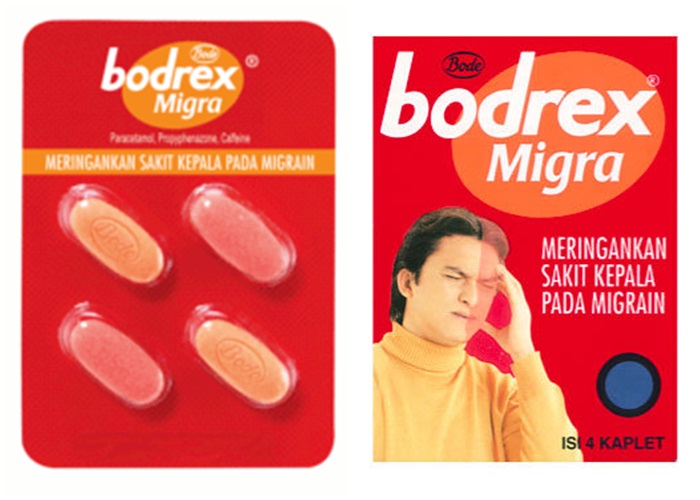 Bode
bodrex®
Migra
Paracetamol, Propyphenazone, Caffeine
MERINGANKAN SAKIT KEPALA PADA MIGRAIN
Bode
Bode
Bode
bodrex®
Migra
MERINGANKAN
SAKIT KEPALA
PADA MIGRAIN
ISI 4 KAPLET